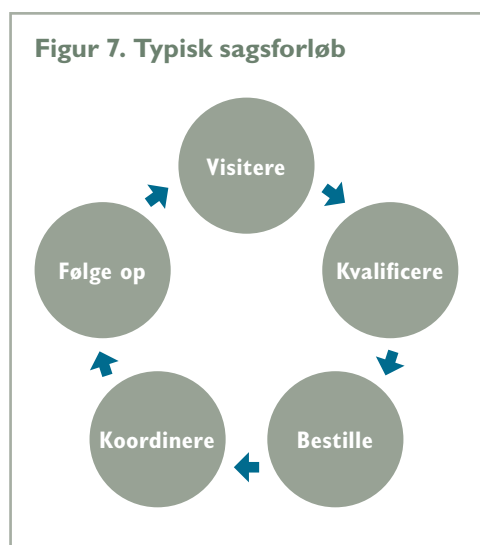 Figur 7. Typisk sagsforløb
Visitere
Kvalificere
Bestille
Koordinere
Følge op